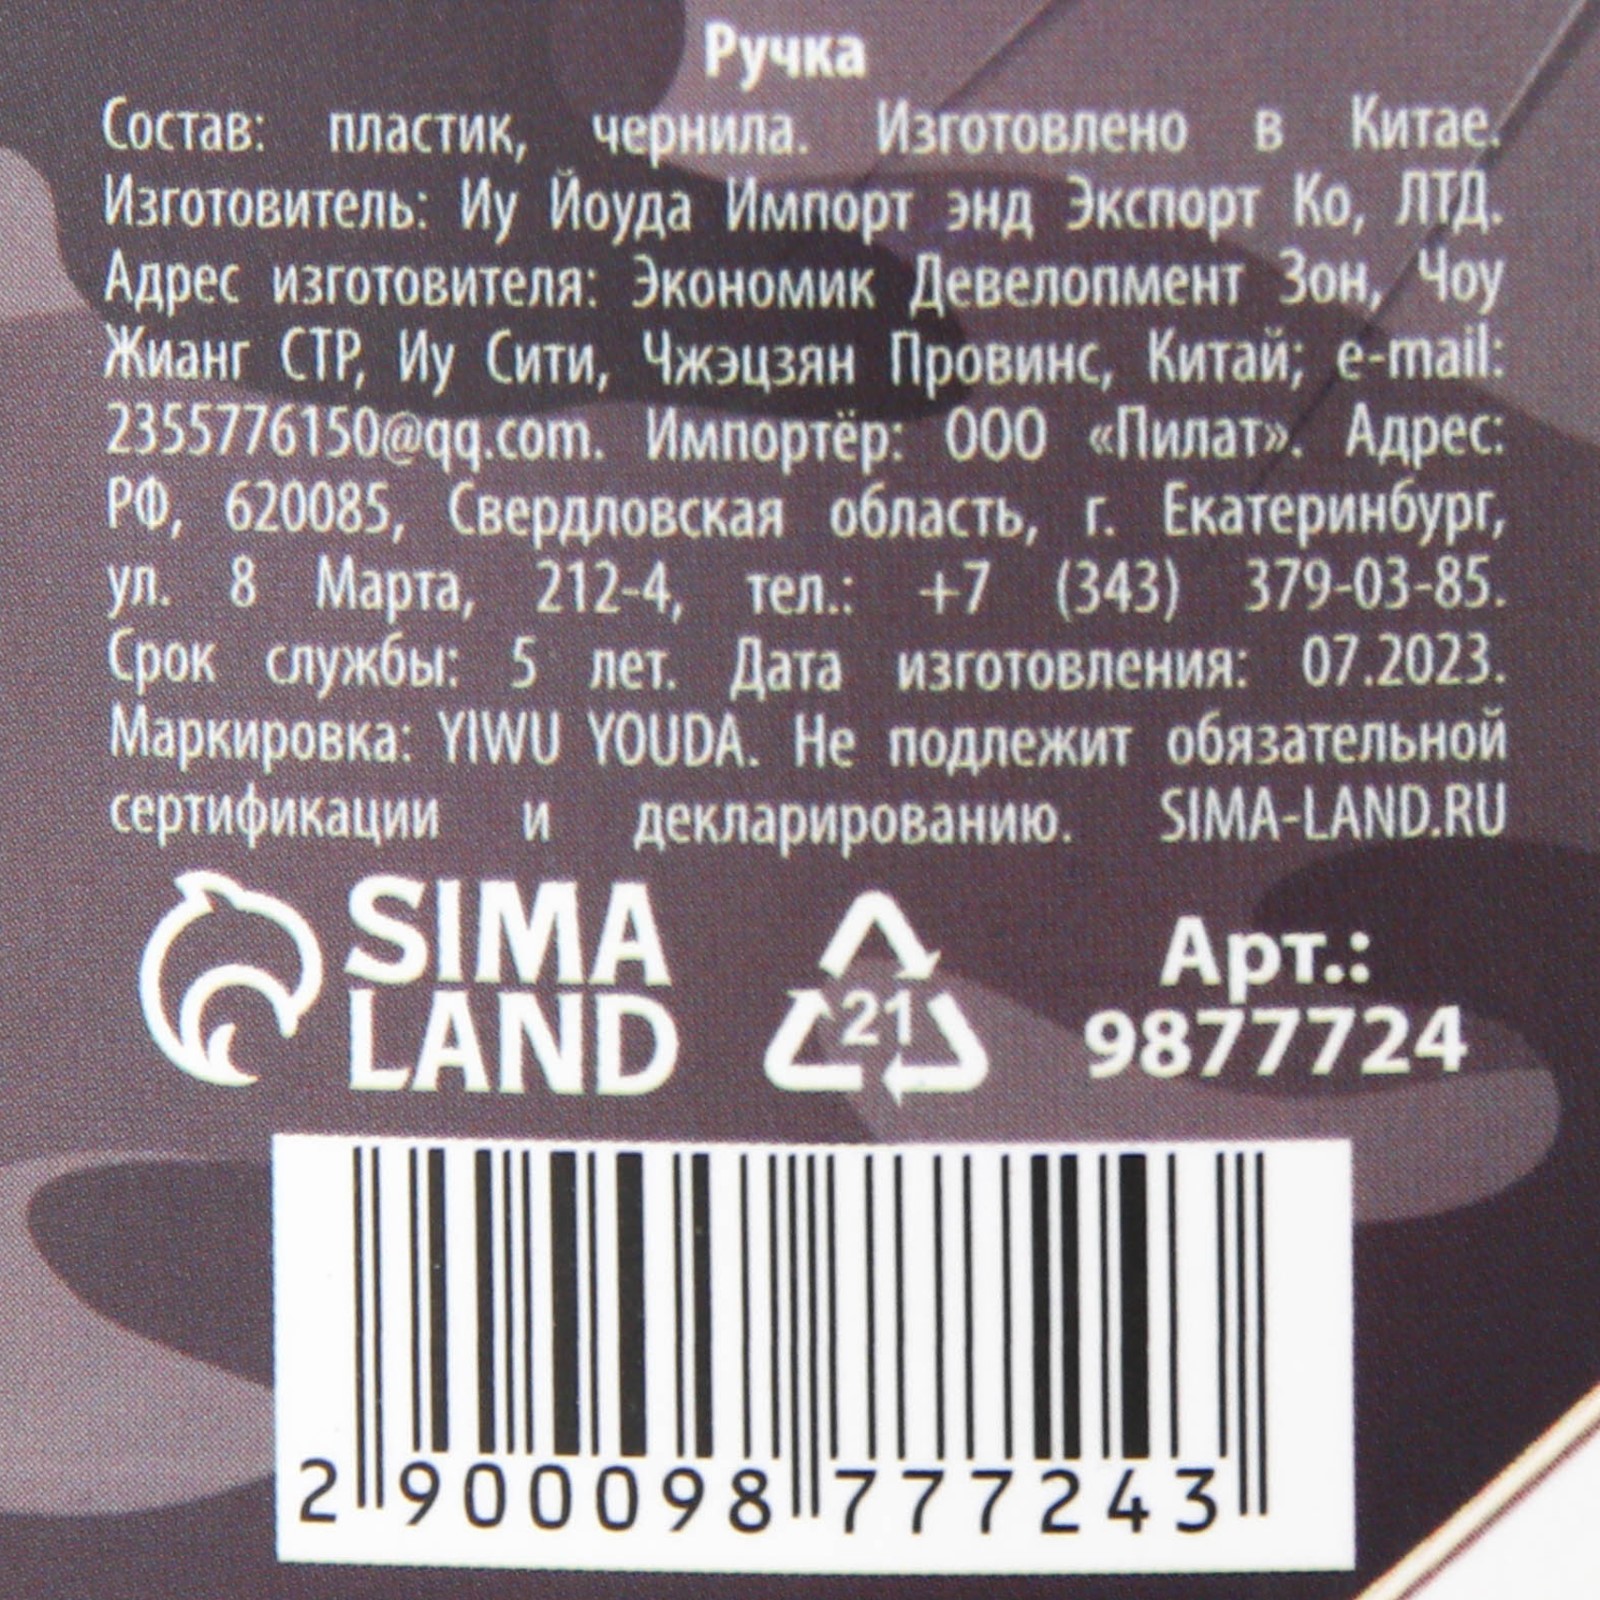 Ручка
Состав: пластик, чернила. Изготовлено в Китае.
Изготовитель: Иу Йоуда Импорт энд Экспорт Ко, ЛТД.
Адрес изготовителя: Экономик Девелопмент Зон, Чоу
Жианг СТР, Иу Сити, Чжэцзян Провинс, Китай; e-mail:
2355776150@qq.com. Импортёр: ООО «Пилат». Адрес:
РФ, 620085, Свердловская область, г. Екатеринбург,
ул. 8 Марта, 212-4, тел.: +7 (343) 379-03-85.
Срок службы: 5 лет. Дата изготовления: 07.2023.
Маркировка: YIWU YOUDA. Не подлежит обязательной
сертификации и декларированию. SIMA-LAND.RU
SIMA
LAND
21
Арт.:
9877724
2 900098 777243